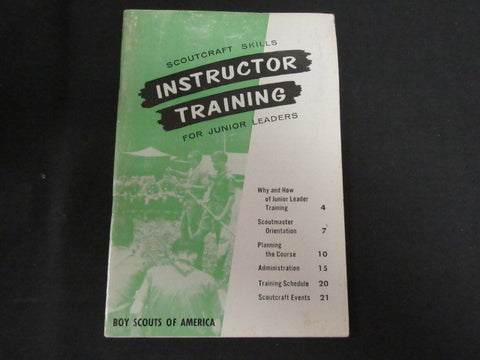 SCOUTCRAFT SKILLS
INSTRUCTOR
TRAINING
FOR JUNIOR LEADERS
Why and How
of Junior Leader
Training 4
Scoutmaster
Orientation 7
Planning
the Course 10
Administration 15
Training Schedule 20
Scoutcraft Events 21
BOY SCOUTS OF AMERICA